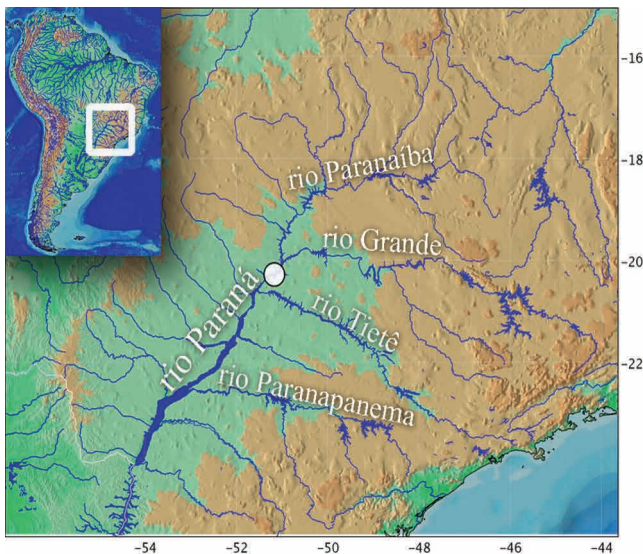 −16
−18
rio Paranaíba
rio Grande
−20
rio Paraná
rio Tietê
−22
rio Paranapanema
−54
−52
−50
−48
−46
−44